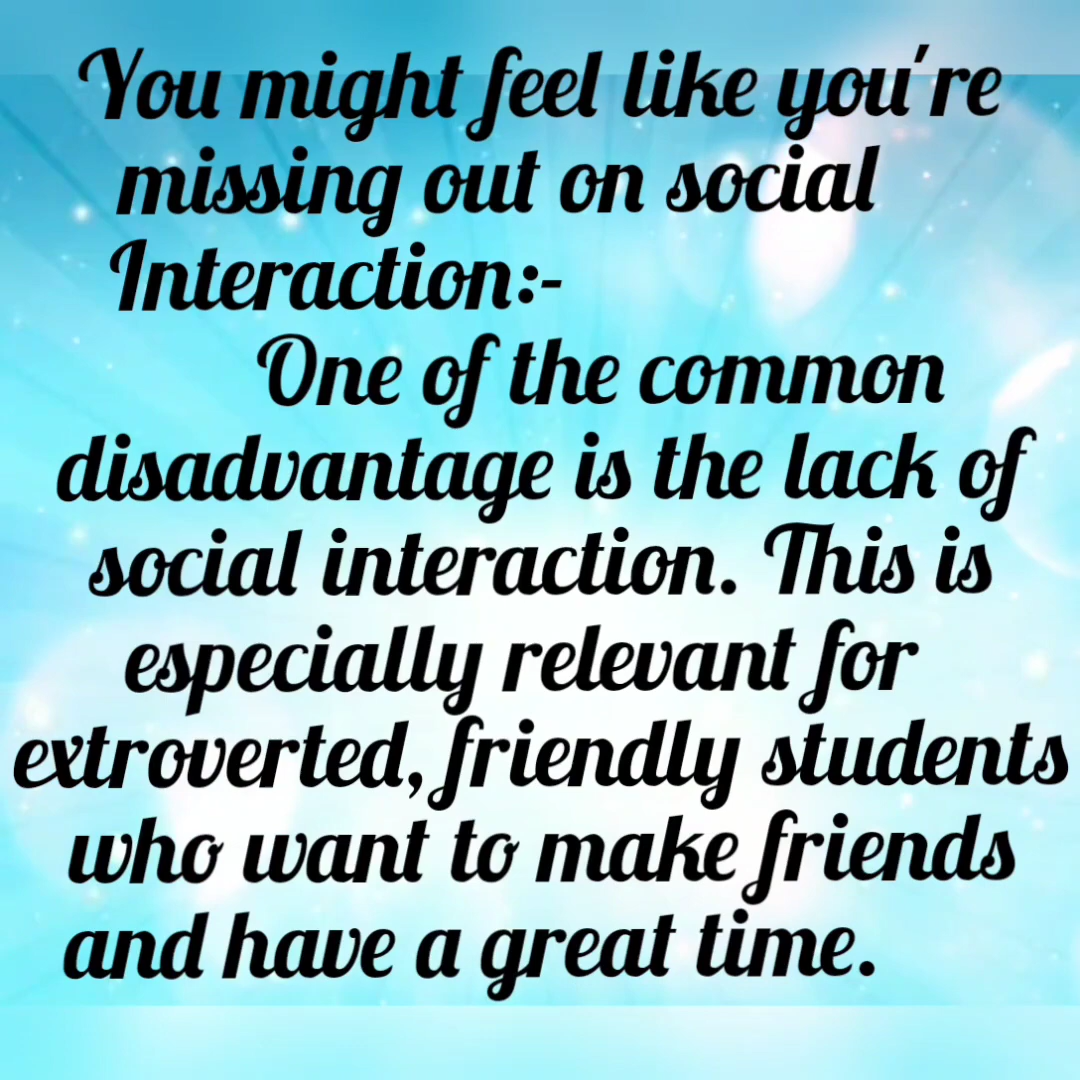 You might feel like you're
missing out on social
Interaction:-
One of the common
disadvantage is the lack of
social interaction. This is
especially relevant for
extroverted, friendly students
who want to make friends
and have a great time.